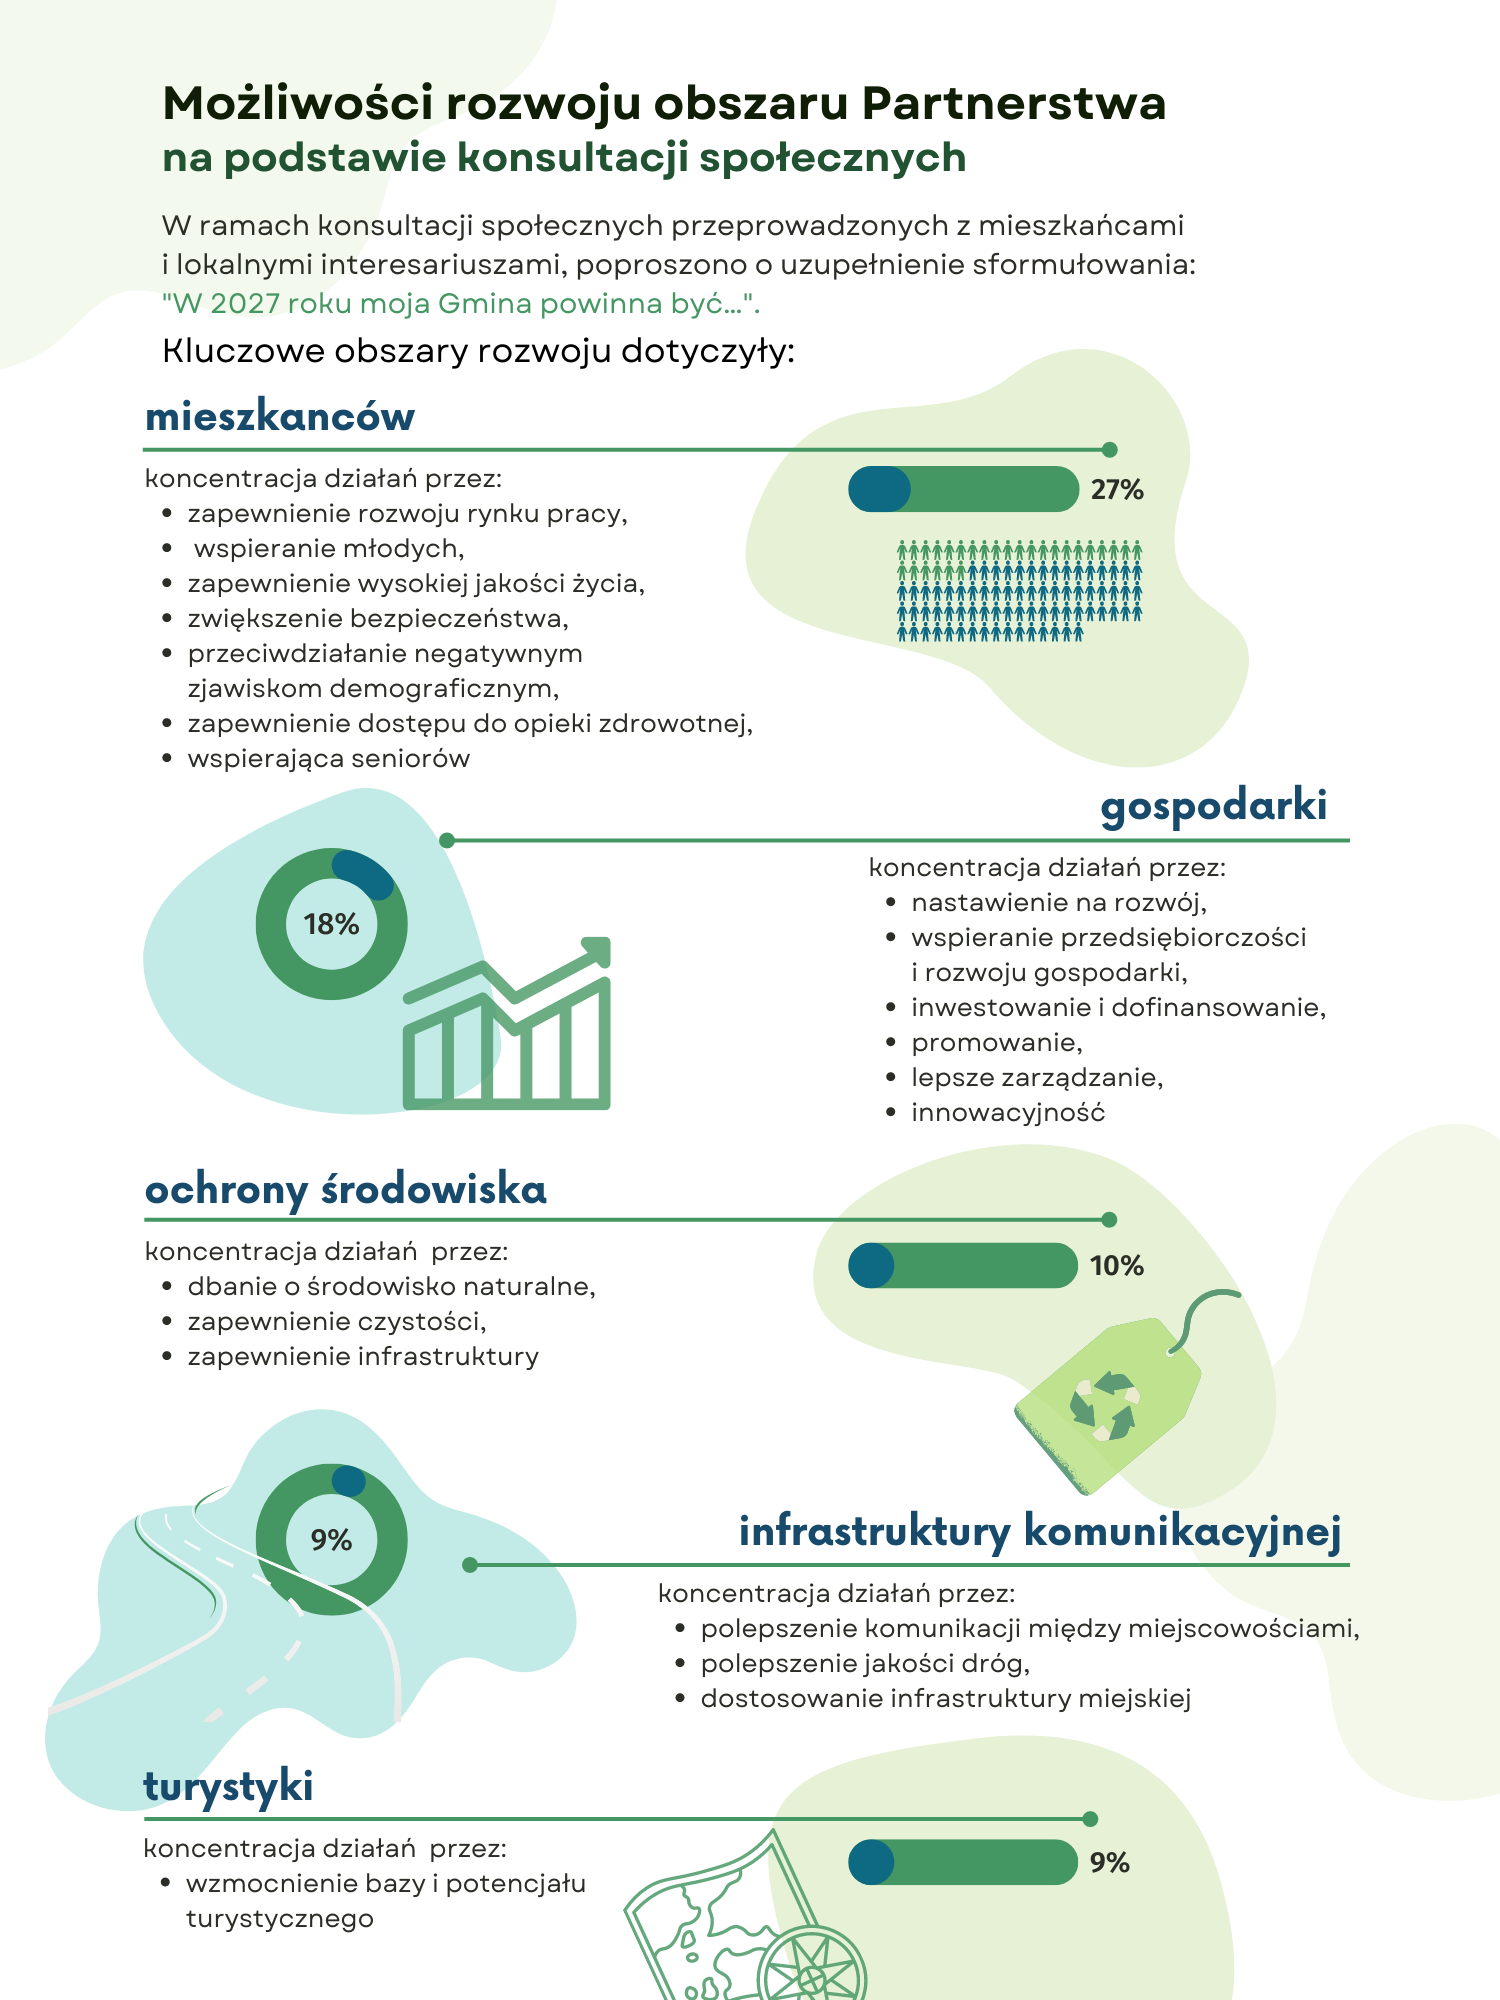 Możliwości rozwoju obszaru Partnerstwa
na podstawie konsultacji społecznych
W ramach konsultacji społecznych przeprowadzonych z mieszkańcami
i lokalnymi interesariuszami, poproszono o uzupełnienie sformułowania:
"W 2027 roku moja Gmina powinna być...".
Kluczowe obszary rozwoju dotyczyły:
mieszkanców
koncentracja działań przez:
• zapewnienie rozwoju rynku pracy,
• wspieranie młodych,
• zapewnienie wysokiej jakości życia,
• zwiększenie bezpieczeństwa,
• przeciwdziałanie negatywnym
zjawiskom demograficznym,
• zapewnienie dostępu do opieki zdrowotnej,
• wspierająca seniorów
27%
gospodarki
18%
koncentracja działań przez:
• nastawienie na rozwój,
• wspieranie przedsiębiorczości
i rozwoju gospodarki,
• inwestowanie i dofinansowanie,
• promowanie,
• lepsze zarządzanie,
• innowacyjność
ochrony środowiska
koncentracja działań przez:
• dbanie o środowisko naturalne,
• zapewnienie czystości,
• zapewnienie infrastruktury
10%
infrastruktury komunikacyjnej
9%
koncentracja działań przez:
• polepszenie komunikacji między miejscowościami,
• polepszenie jakości dróg,
• dostosowanie infrastruktury miejskiej
turystyki
koncentracja działań przez:
• wzmocnienie bazy i potencjału
turystycznego
9%